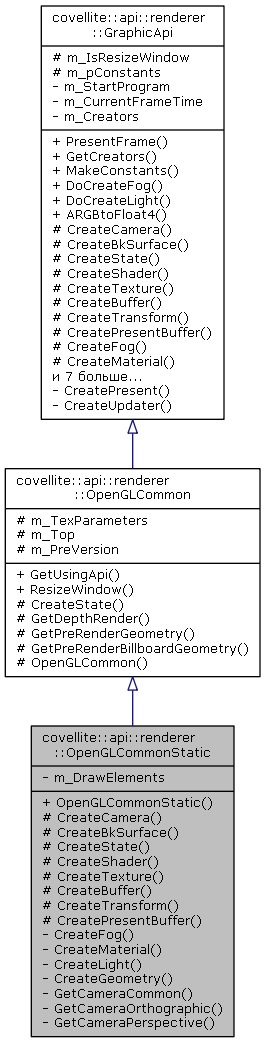 covellite::api::renderer
::GraphicApi
# m_IsResizeWindow
# m_pConstants
- m_StartProgram
- m_CurrentFrameTime
- m_Creators
+ PresentFrame()
+ GetCreators()
+ MakeConstants()
+ DoCreateFog()
+ DoCreateLight()
+ ARGBtoFloat4()
# CreateCamera()
# CreateBkSurface()
# CreateState()
# CreateShader()
# CreateTexture()
# CreateBuffer()
# CreateTransform()
# CreatePresentBuffer()
# CreateFog()
# CreateMaterial()
и 7 больше...
- CreatePresent()
- CreateUpdater()
covellite::api::renderer
::OpenGLCommon
# m_TexParameters
# m_Top
# m_PreVersion
+ GetUsingApi()
+ ResizeWindow()
# CreateState()
# GetDepthRender()
# GetPreRenderGeometry()
# GetPreRenderBillboardGeometry()
# OpenGLCommon()
covellite::api::renderer
::OpenGLCommonStatic
- m_DrawElements
+ OpenGLCommonStatic()
# CreateCamera()
# CreateBkSurface()
# CreateState()
# CreateShader()
# CreateTexture()
# CreateBuffer()
# CreateTransform()
# CreatePresentBuffer()
- CreateFog()
- CreateMaterial()
- CreateLight()
- CreateGeometry()
- GetCameraCommon()
- GetCameraOrthographic()
- GetCameraPerspective()